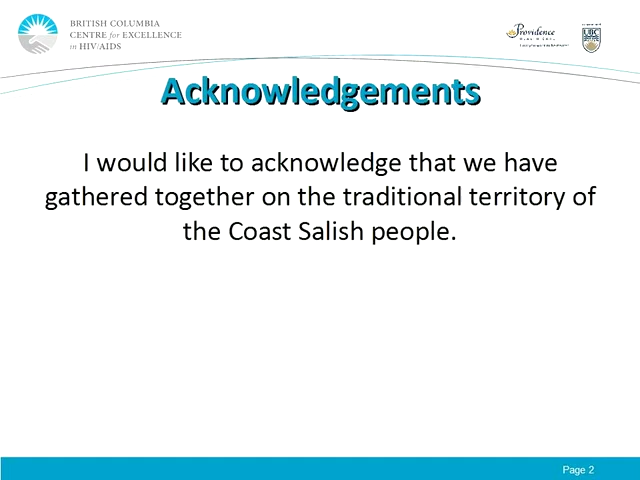 BRITISH COLUMBIA
CENTRE for EXCELLENCE
in HIV/AIDS
Providence
UBC
Acknowledgements
I would like to acknowledge that we have
gathered together on the traditional territory of
the Coast Salish people.
Page 2